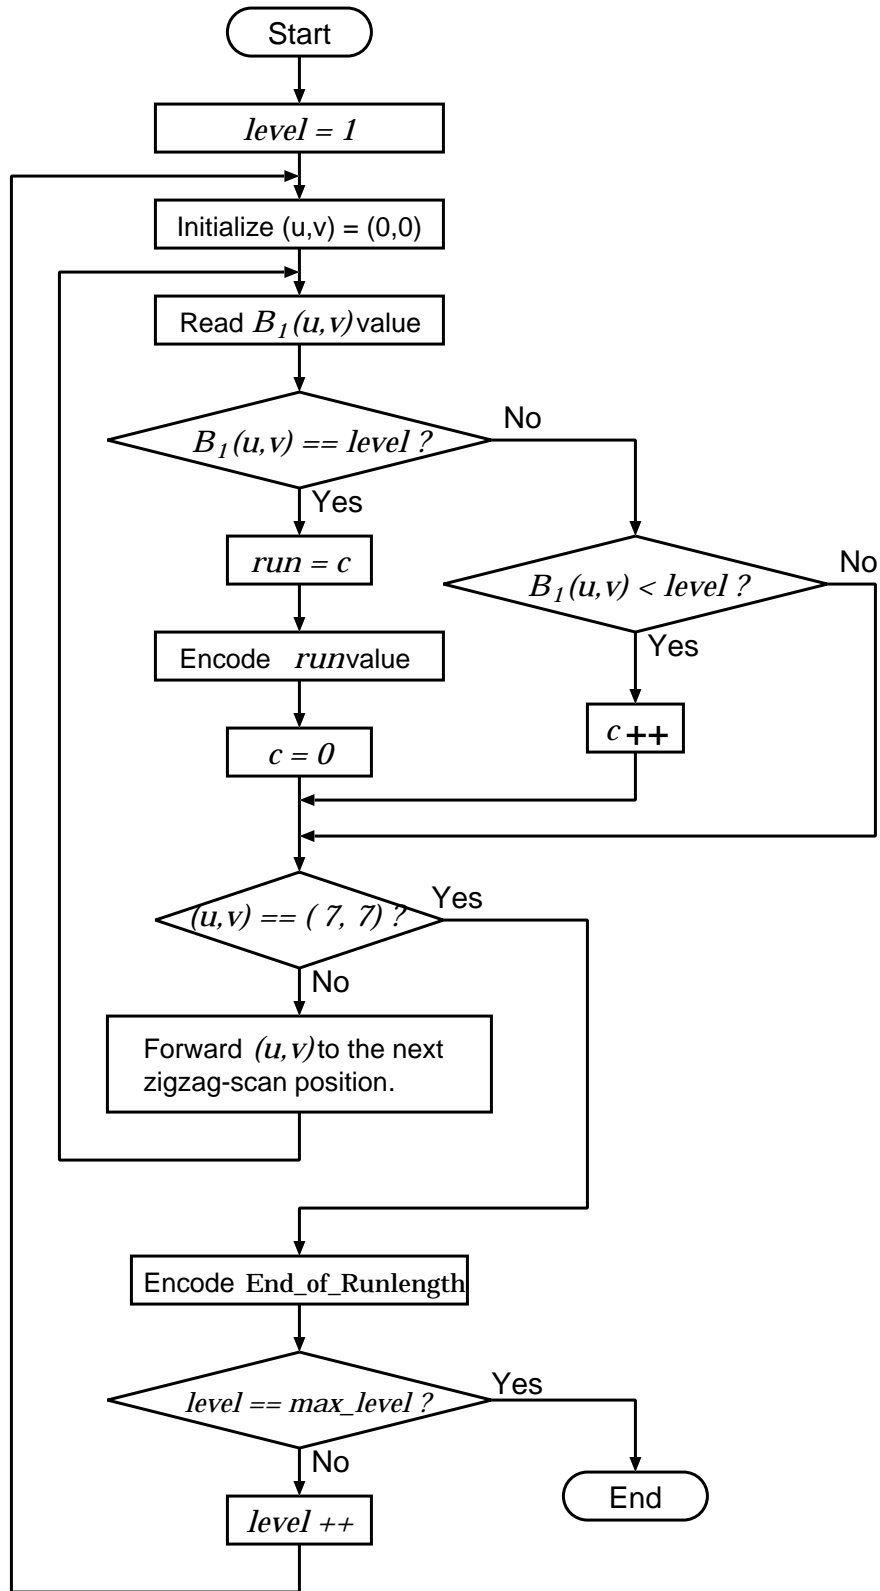 Start
level = 1
Initialize (u,v) = (0,0)
Read B₁(u,v) value
B₁(u,v) == level ?
No
Yes
run = c
B₁(u,v) < level ?
No
Encode run value
Yes
c = 0
c ++
(u,v) == ( 7, 7) ?
Yes
No
Forward (u,v) to the next
zigzag-scan position.
Encode End_of_Runlength
level == max_level ?
Yes
No
level ++
End